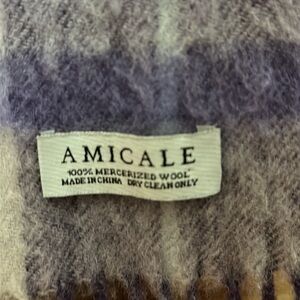 AMICALE
100% MERCERIZED WOOL
MADE IN CHINA DRY CLEAN ONLY